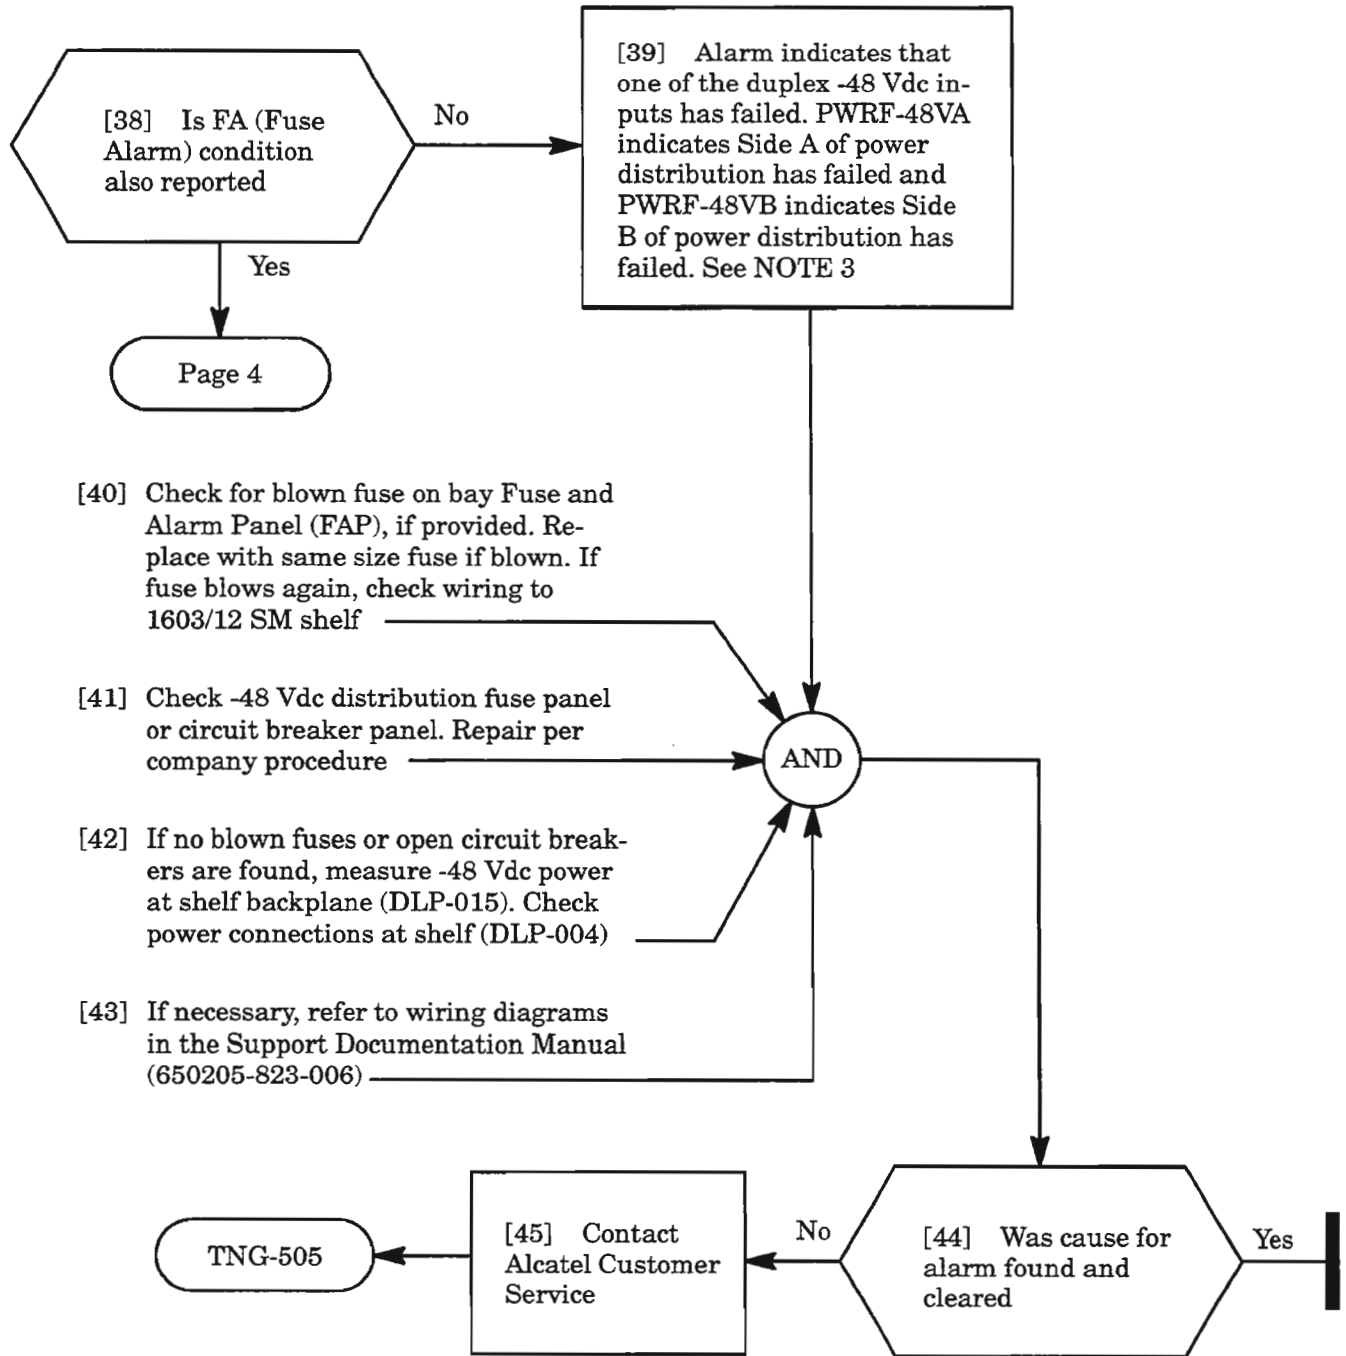 [38] Is FA (Fuse
Alarm) condition
also reported
No
Yes
Page 4
[39] Alarm indicates that
one of the duplex -48 Vdc in-
puts has failed. PWRF-48VA
indicates Side A of power
distribution has failed and
PWRF-48VB indicates Side
B of power distribution has
failed. See NOTE 3
[40] Check for blown fuse on bay Fuse and
Alarm Panel (FAP), if provided. Re-
place with same size fuse if blown. If
fuse blows again, check wiring to
1603/12 SM shelf
[41] Check -48 Vdc distribution fuse panel
or circuit breaker panel. Repair per
company procedure
AND
[42] If no blown fuses or open circuit break-
ers are found, measure -48 Vdc power
at shelf backplane (DLP-015). Check
power connections at shelf (DLP-004)
[43] If necessary, refer to wiring diagrams
in the Support Documentation Manual
(650205-823-006)
[44] Was cause for
alarm found and
cleared
Yes
No
[45] Contact
Alcatel Customer
Service
TNG-505